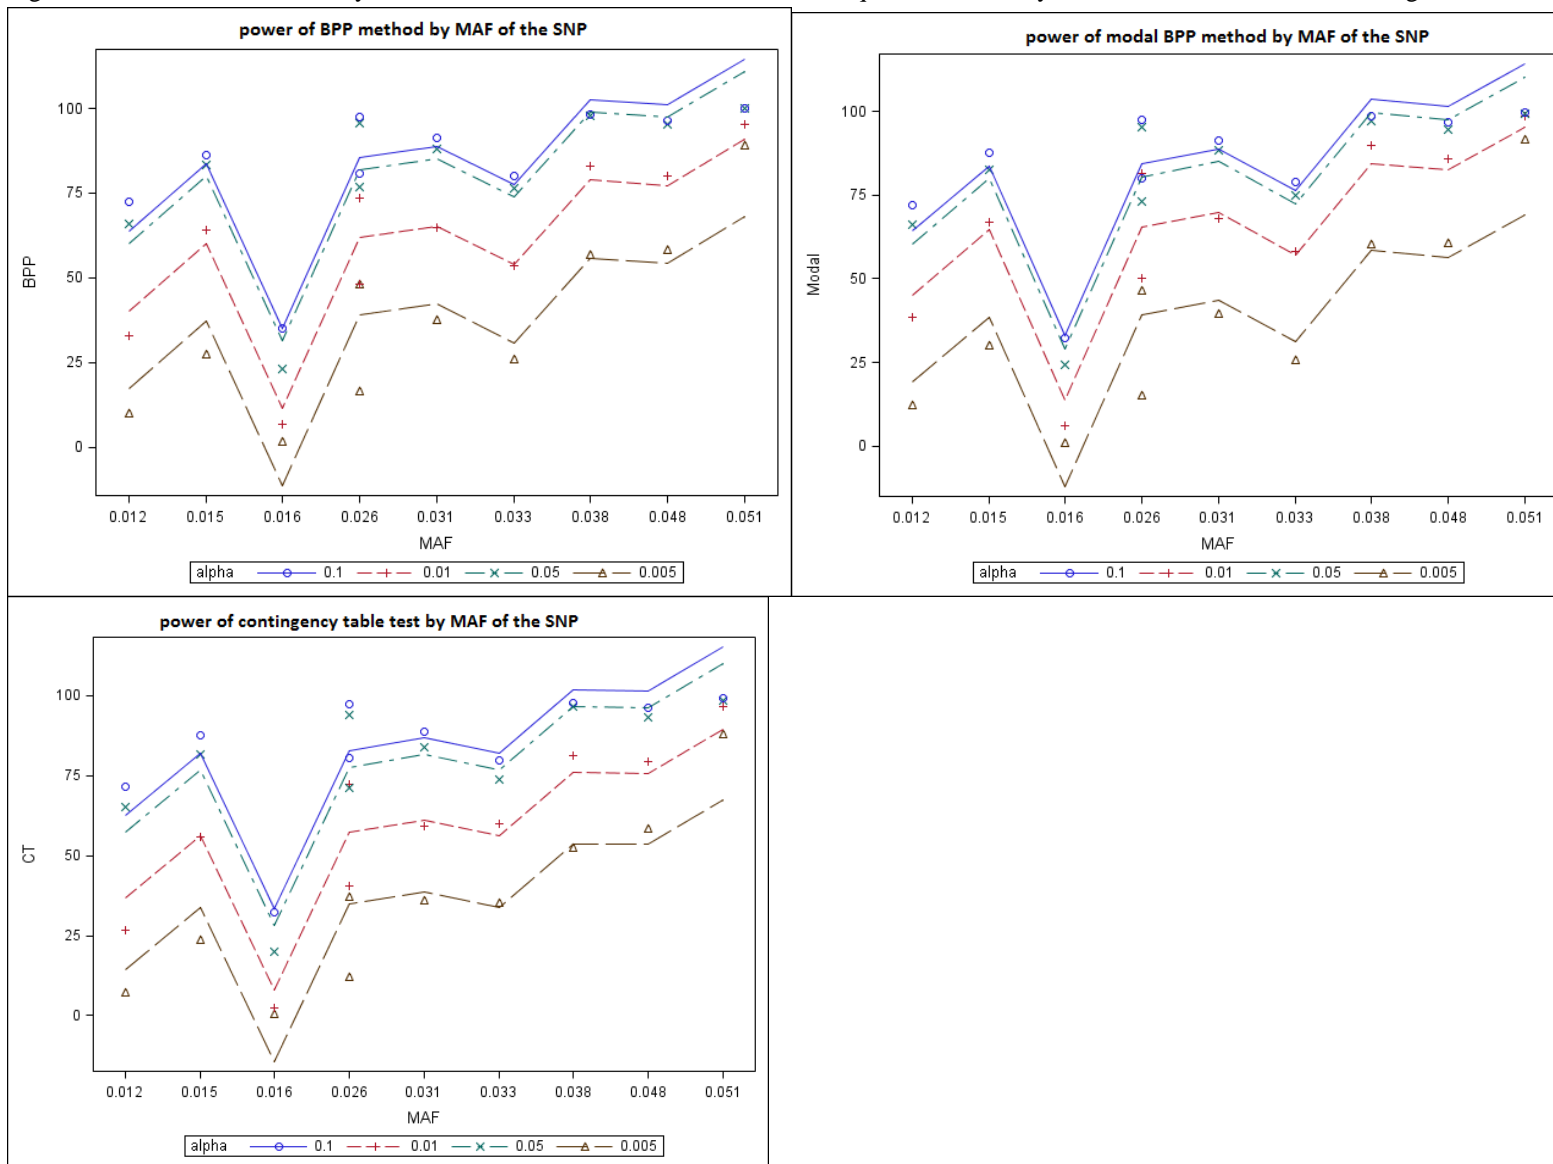 power of BPP method by MAF of the SNP
100
75
50
25
0
BPP
0.012 0.015 0.016 0.026 0.031 0.033 0.038 0.048 0.051
MAF
alpha 0.1 0.01 0.05 0.005
power of modal BPP method by MAF of the SNP
100
75
50
25
0
Modal
0.012 0.015 0.016 0.026 0.031 0.033 0.038 0.048 0.051
MAF
alpha 0.1 0.01 0.05 0.005
power of contingency table test by MAF of the SNP
100
75
50
25
0
CT
0.012 0.015 0.016 0.026 0.031 0.033 0.038 0.048 0.051
MAF
alpha 0.1 0.01 0.05 0.005